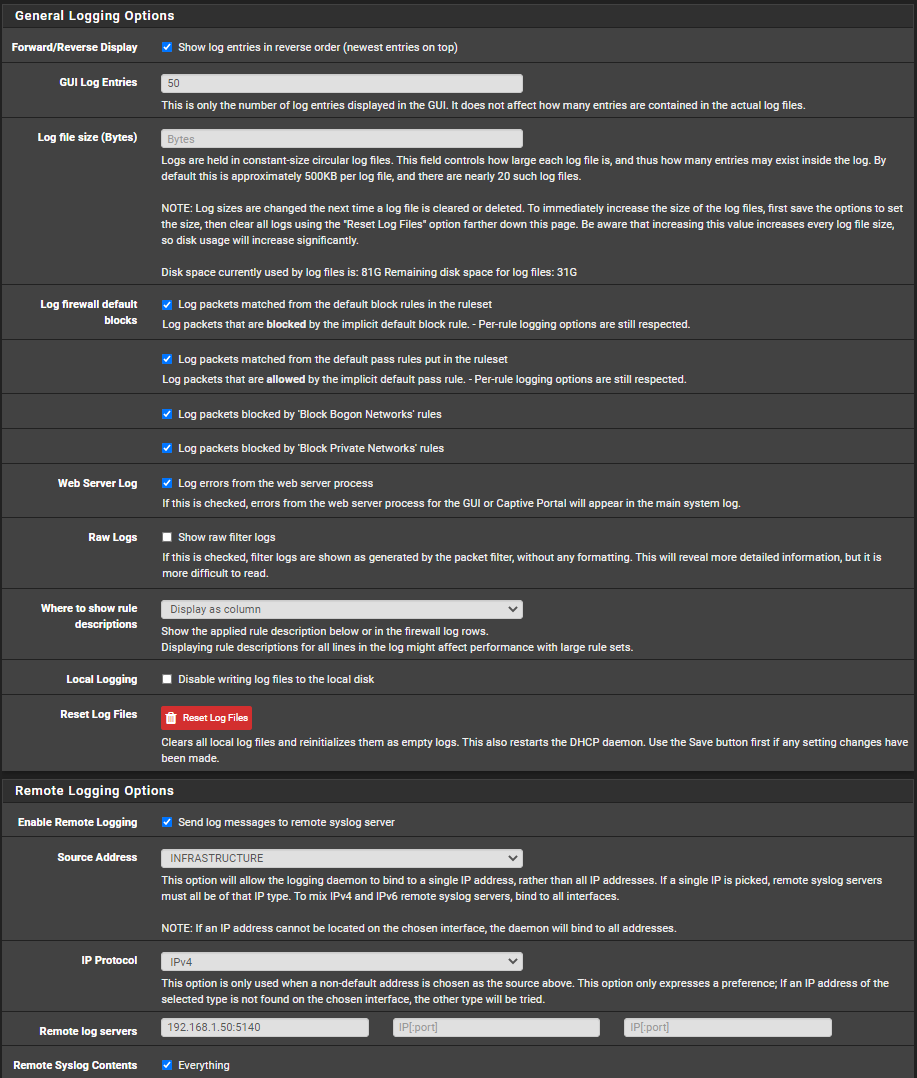 General Logging Options
Forward/Reverse Display
Show log entries in reverse order (newest entries on top)
GUI Log Entries
50
This is only the number of log entries displayed in the GUI. It does not affect how many entries are contained in the actual log files.
Log file size (Bytes)
Bytes
Logs are held in constant-size circular log files. This field controls how large each log file is, and thus how many entries may exist inside the log. By
default this is approximately 500KB per log file, and there are nearly 20 such log files.
NOTE: Log sizes are changed the next time a log file is cleared or deleted. To immediately increase the size of the log files, first save the options to set
the size, then clear all logs using the "Reset Log Files" option farther down this page. Be aware that increasing this value increases every log file size,
so disk usage will increase significantly.
Disk space currently used by log files is: 81G Remaining disk space for log files: 31G
Log firewall default
blocks
Log packets matched from the default block rules in the ruleset
Log packets that are blocked by the implicit default block rule. - Per-rule logging options are still respected.
Log packets matched from the default pass rules put in the ruleset
Log packets that are allowed by the implicit default pass rule. - Per-rule logging options are still respected.
Log packets blocked by 'Block Bogon Networks' rules
Log packets blocked by 'Block Private Networks' rules
Web Server Log
Log errors from the web server process
If this is checked, errors from the web server process for the GUI or Captive Portal will appear in the main system log.
Raw Logs
Show raw filter logs
If this is checked, filter logs are shown as generated by the packet filter, without any formatting. This will reveal more detailed information, but it is
more difficult to read.
Where to show rule
descriptions
Display as column
Show the applied rule description below or in the firewall log rows.
Displaying rule descriptions for all lines in the log might affect performance with large rule sets.
Local Logging
Disable writing log files to the local disk
Reset Log Files
Reset Log Files
Clears all local log files and reinitializes them as empty logs. This also restarts the DHCP daemon. Use the Save button first if any setting changes have
been made.
Remote Logging Options
Enable Remote Logging
Send log messages to remote syslog server
Source Address
INFRASTRUCTURE
This option will allow the logging daemon to bind to a single IP address, rather than all IP addresses. If a single IP is picked, remote syslog servers
must all be of that IP type. To mix IPv4 and IPv6 remote syslog servers, bind to all interfaces.
NOTE: If an IP address cannot be located on the chosen interface, the daemon will bind to all addresses.
IP Protocol
IPv4
This option is only used when a non-default address is chosen as the source above. This option only expresses a preference; If an IP address of the
selected type is not found on the chosen interface, the other type will be tried.
Remote log servers
192.168.1.50:5140
IP[:port]
IP[:port]
Remote Syslog Contents
Everything